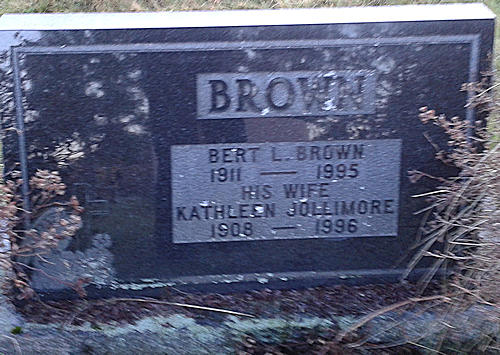 BROWN
BERT L. BROWN
1911 — 1995
HIS WIFE
KATHLEEN JOLLIMORE
1908 — 1996